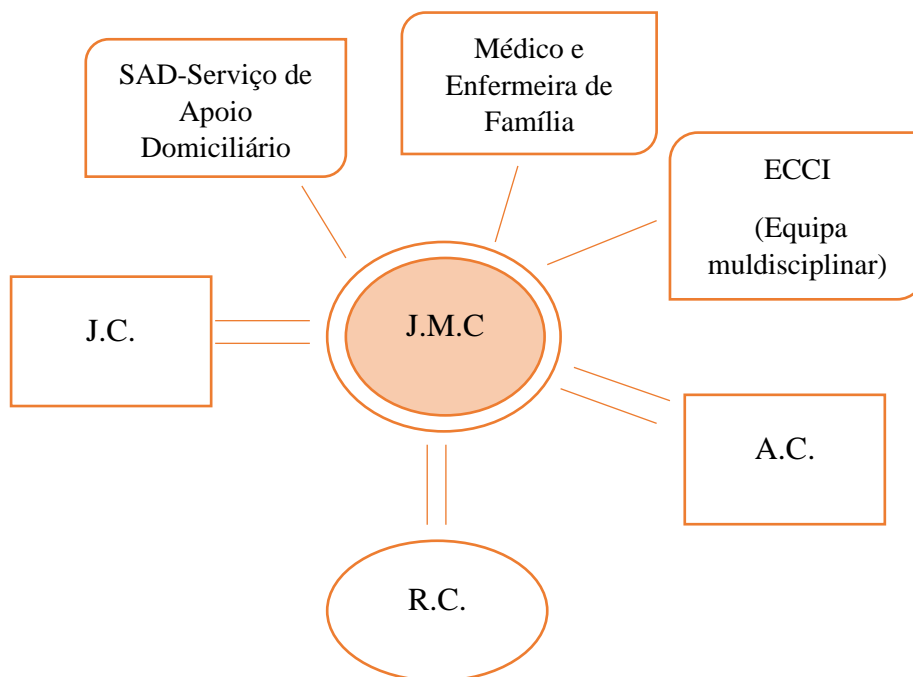 SAD-Serviço de
Apoio
Domiciliário
Médico e
Enfermeira de
Família
ECCI
(Equipa
muldisciplinar)
J.C.
J.M.C
A.C.
R.C.